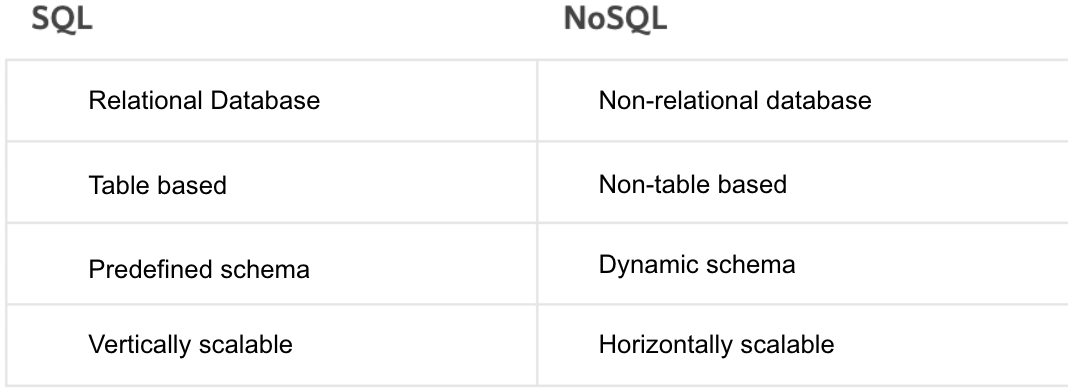 SQL NoSQL
Relational Database Non-relational database
Table based Non-table based
Predefined schema Dynamic schema
Vertically scalable Horizontally scalable